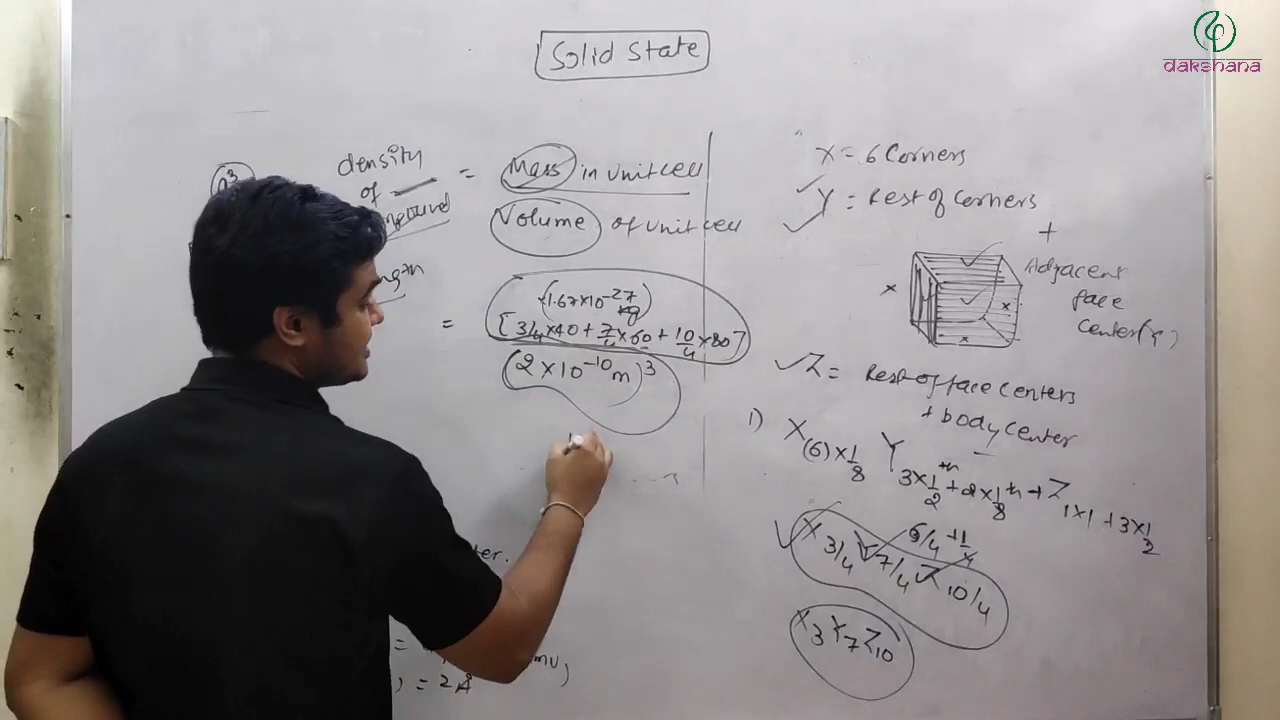 dakshana
Solid State
a³
density
of
= Mass in unit cell
Volume of unit cell
= (1.67×10⁻²⁷ kg)
[3/4×40 + 7/4×60 + 10/4×80]
(2×10⁻¹⁰m)³
X = 6 Corners
Y : Rest of corners
+
Adjacent
face
center(s)
x
x
x
Z = Rest of face centers
+ body center
1) X (6)×1/8 Y 3×1/2 + 2×1/8 Z 1×1 + 3×1/2
6/4 + 1/4
X 3/4 Y 7/4 Z 10/4
X3 Y7 Z10
= 2Å